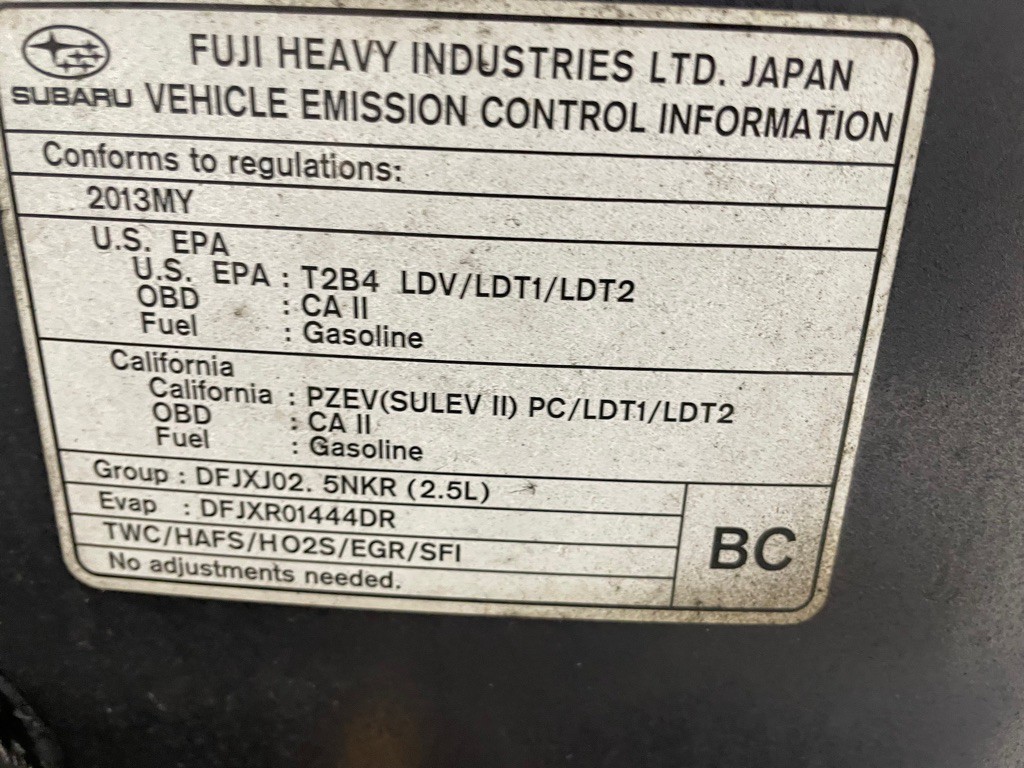 FUJI HEAVY INDUSTRIES LTD. JAPAN
SUBARU VEHICLE EMISSION CONTROL INFORMATION
Conforms to regulations:
2013MY
U.S. EPA
U.S. EPA : T2B4 LDV/LDT1/LDT2
OBD : CA II
Fuel : Gasoline
California
California : PZEV(SULEV II) PC/LDT1/LDT2
OBD : CA II
Fuel : Gasoline
Group : DFJXJ02. 5NKR (2.5L)
Evap : DFJXR01444DR
TWC/HAFS/HO2S/EGR/SFI
No adjustments needed.
BC